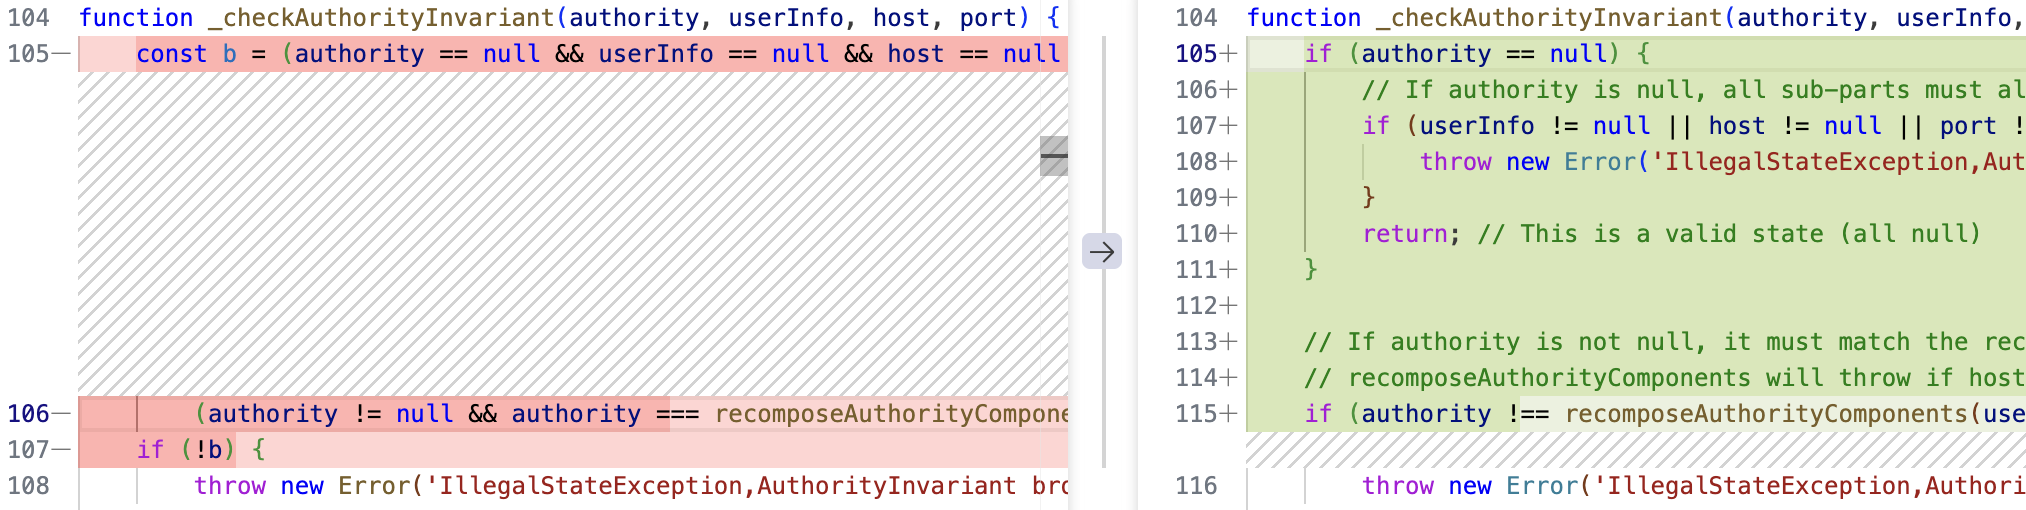 104 function _checkAuthorityInvariant(authority, userInfo, host, port) {
105— const b = (authority == null && userInfo == null && host == null
106— (authority != null && authority === recomposeAuthorityCompone
107— if (!b) {
108 throw new Error('IllegalStateException,AuthorityInvariant bro
→
104 function _checkAuthorityInvariant(authority, userInfo,
105+ if (authority == null) {
106+ // If authority is null, all sub-parts must al
107+ if (userInfo != null || host != null || port !
108+ throw new Error('IllegalStateException,Aut
109+ }
110+ return; // This is a valid state (all null)
111+ }
112+
113+ // If authority is not null, it must match the rec
114+ // recomposeAuthorityComponents will throw if host
115+ if (authority !== recomposeAuthorityComponents(use
116 throw new Error('IllegalStateException,Authori